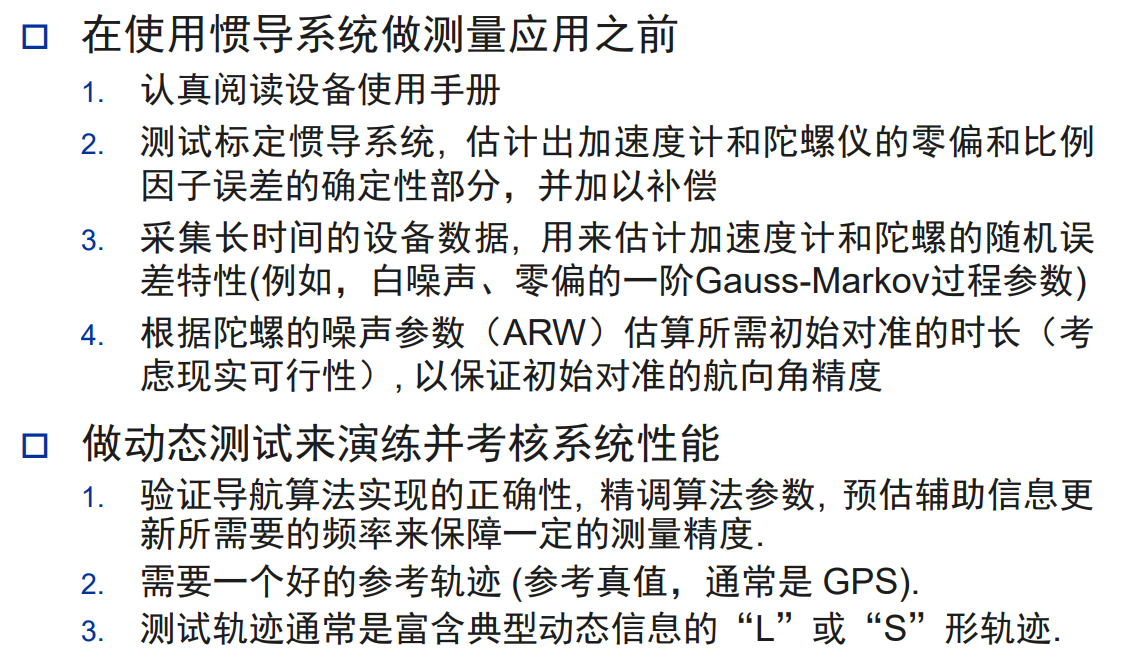 在使用惯导系统做测量应用之前
1. 认真阅读设备使用手册
2. 测试标定惯导系统, 估计出加速度计和陀螺仪的零偏和比例
因子误差的确定性部分，并加以补偿
3. 采集长时间的设备数据, 用来估计加速度计和陀螺的随机误
差特性(例如，白噪声、零偏的一阶Gauss-Markov过程参数)
4. 根据陀螺的噪声参数（ARW）估算所需初始对准的时长（考
虑现实可行性）, 以保证初始对准的航向角精度
做动态测试来演练并考核系统性能
1. 验证导航算法实现的正确性, 精调算法参数, 预估辅助信息更
新所需要的频率来保障一定的测量精度.
2. 需要一个好的参考轨迹 (参考真值，通常是 GPS).
3. 测试轨迹通常是富含典型动态信息的“L”或“S”形轨迹.